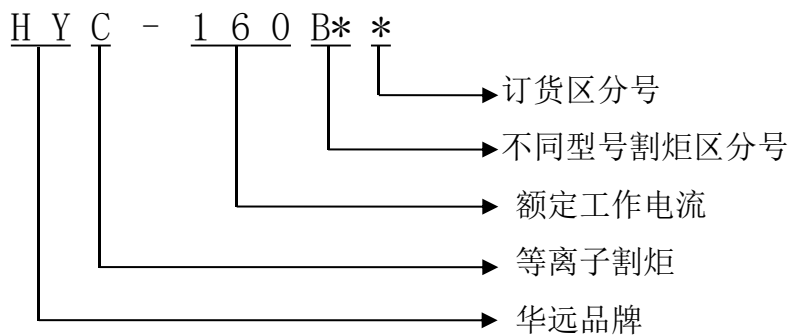 H Y C - 1 6 0 B* *
订货区分号
不同型号割炬区分号
额定工作电流
等离子割炬
华远品牌